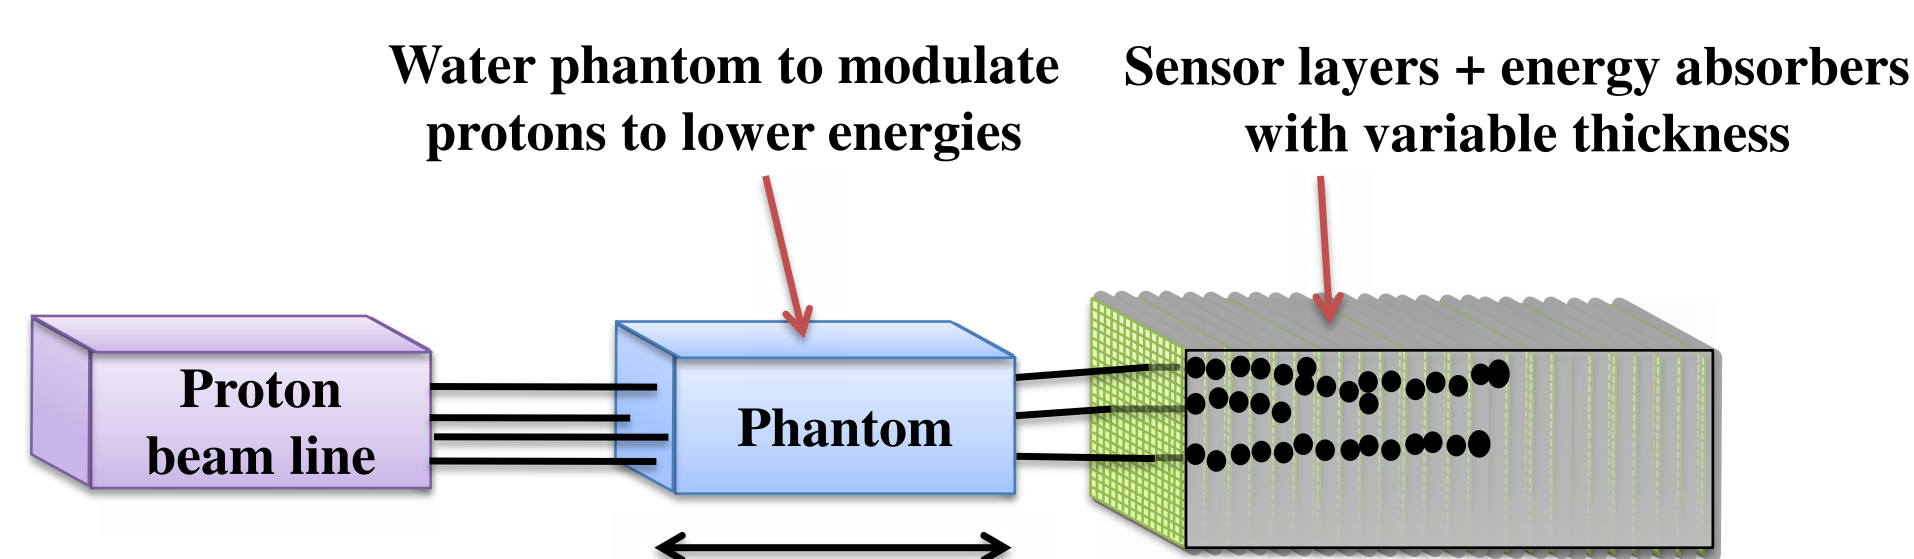 Water phantom to modulate
protons to lower energies
Sensor layers + energy absorbers
with variable thickness
Proton
beam line
Phantom